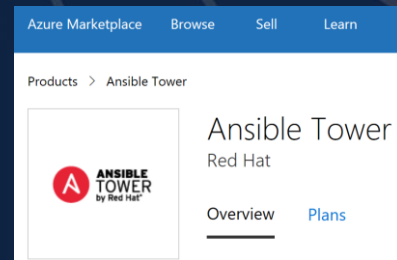 Azure Marketplace Browse Sell Learn
Products > Ansible Tower
ANSIBLE
TOWER
by Red Hat®
Ansible Tower
Red Hat
Overview Plans